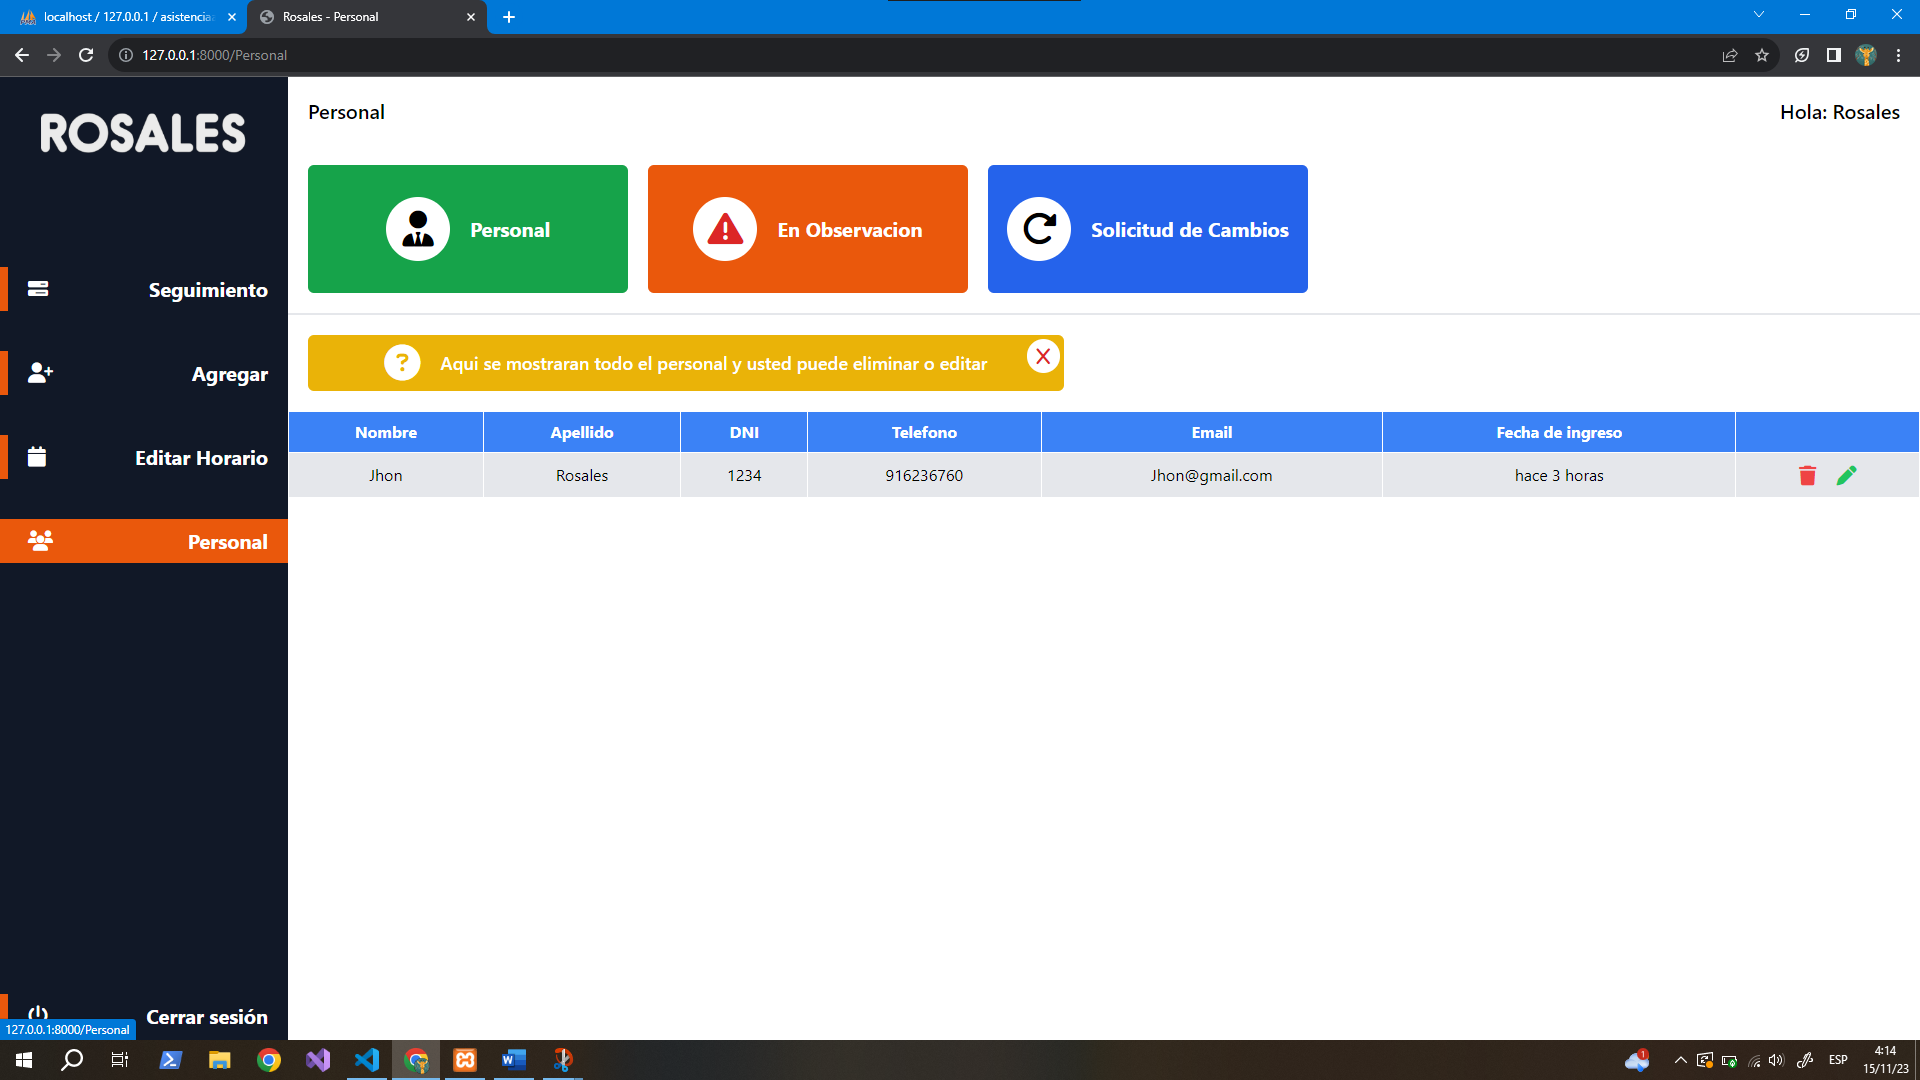 localhost / 127.0.0.1 / asistencia
Rosales - Personal
127.0.0.1:8000/Personal
ROSALES
Personal
Hola: Rosales
Personal
En Observacion
Solicitud de Cambios
Seguimiento
Agregar
Editar Horario
Personal
Aqui se mostraran todo el personal y usted puede eliminar o editar
Nombre Apellido DNI Telefono Email Fecha de ingreso
Jhon Rosales 1234 916236760 Jhon@gmail.com hace 3 horas
Cerrar sesión
127.0.0.1:8000/Personal
1
ESP
4:14
15/11/23